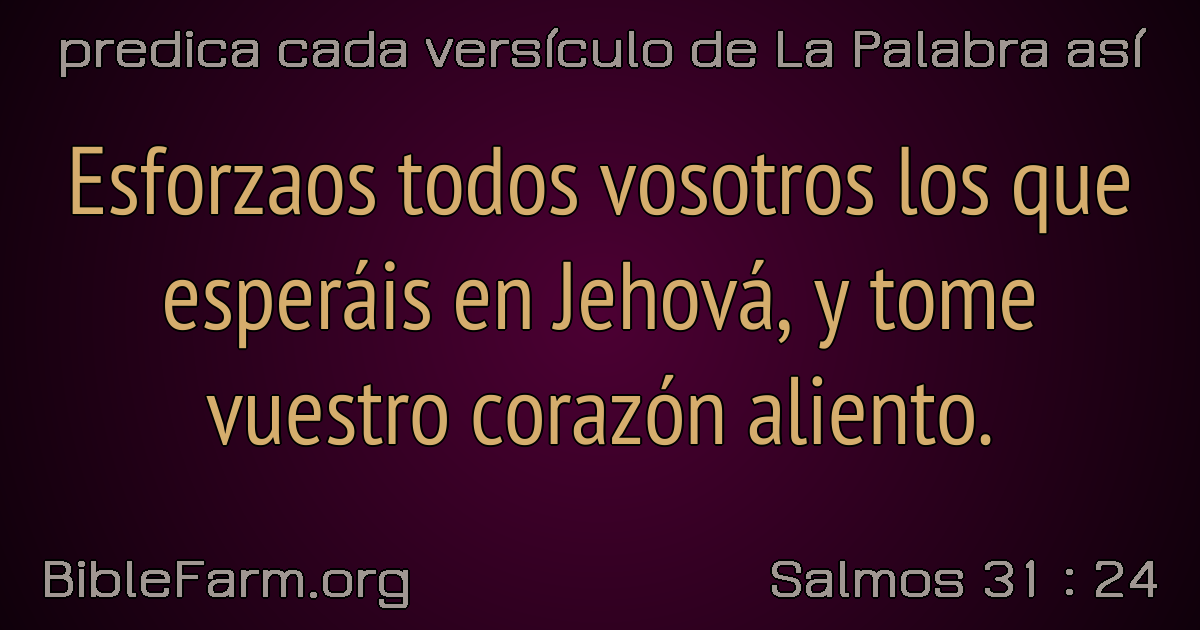 predica cada versículo de La Palabra así
Esforzaos todos vosotros los que
esperáis en Jehová, y tome
vuestro corazón aliento.
BibleFarm.org
Salmos 31 : 24